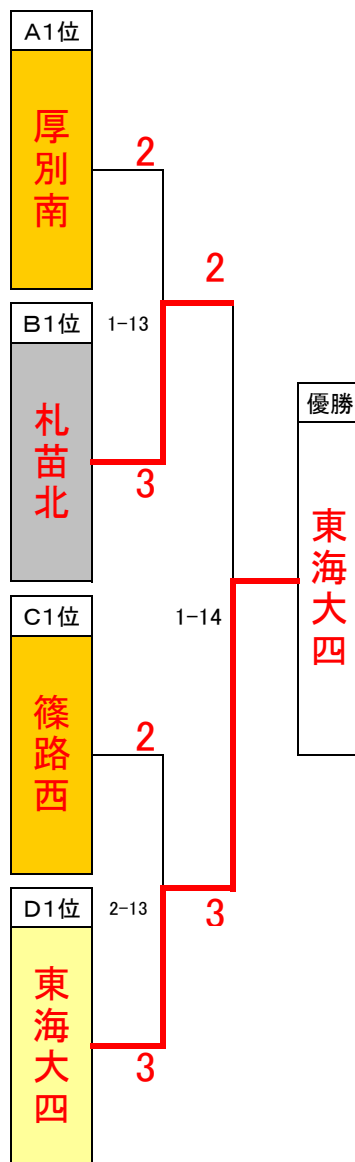 A1位
厚別南
2
2
B1位
1-13
札苗北
3
優勝
東海大四
C1位
1-14
篠路西
2
D1位
2-13
3
東海大四
3